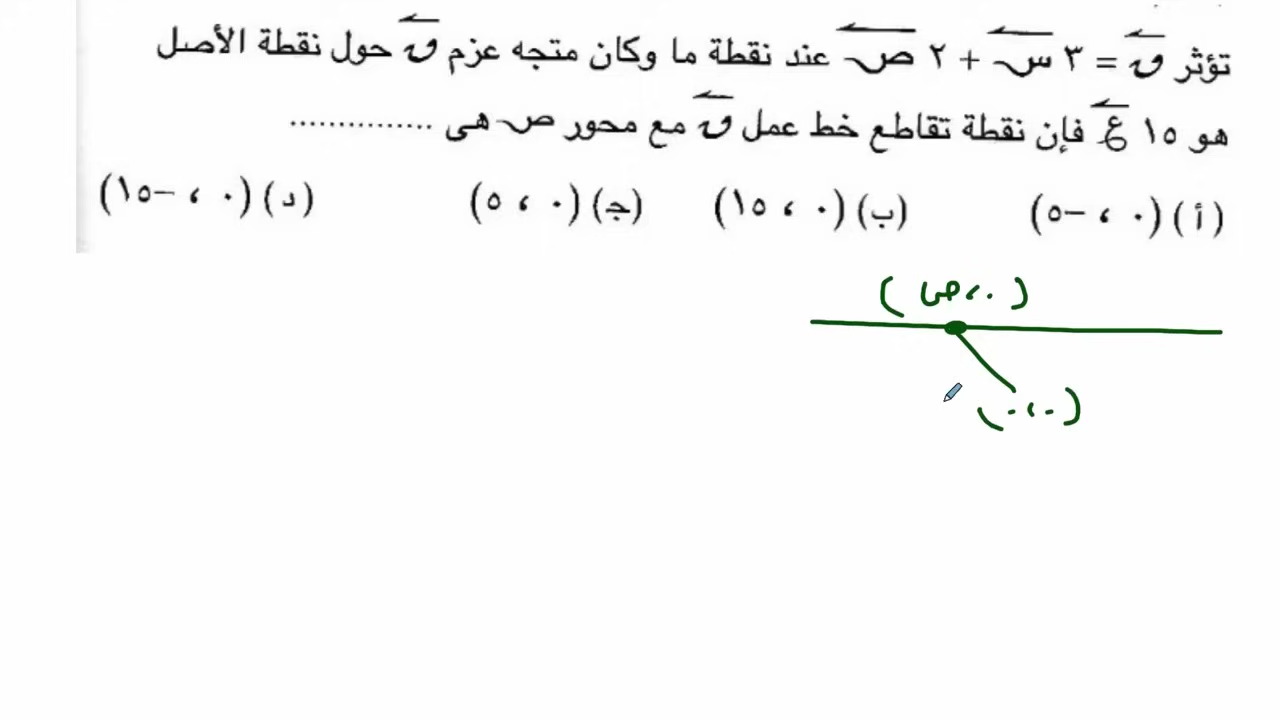 تؤثر ق = ٣ س + ٢ ص عند نقطة ما وكان متجه عزم ق حول نقطة الأصل
هو ١٥ ع فإن نقطة تقاطع خط عمل ق مع محور ص هى ...............
(أ) (٠ ، -٥) (ب) (٠ ، ١٥) (جـ) (٠ ، ٥) (د) (٠ ، -١٥)
(٠ ، ص)
(٠ ، ٠)